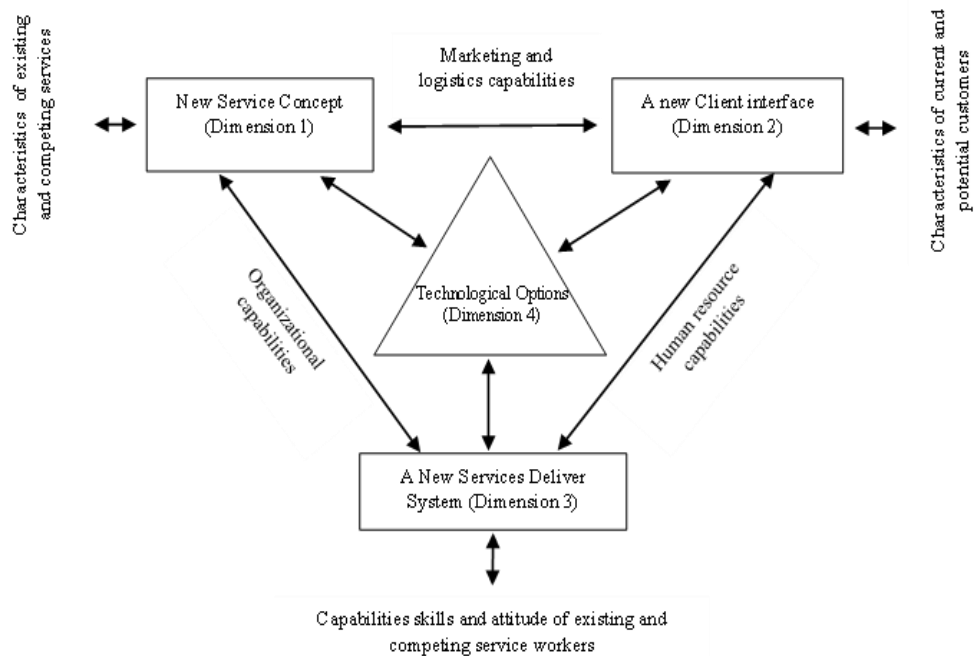 Characteristics of existing
and competing services
Marketing and
logistics capabilities
New Service Concept
(Dimension 1)
A new Client interface
(Dimension 2)
Characteristics of current and
potential customers
Technological Options
(Dimension 4)
Organizational
capabilities
Human resource
capabilities
A New Services Deliver
System (Dimension 3)
Capabilities skills and attitude of existing and
competing service workers